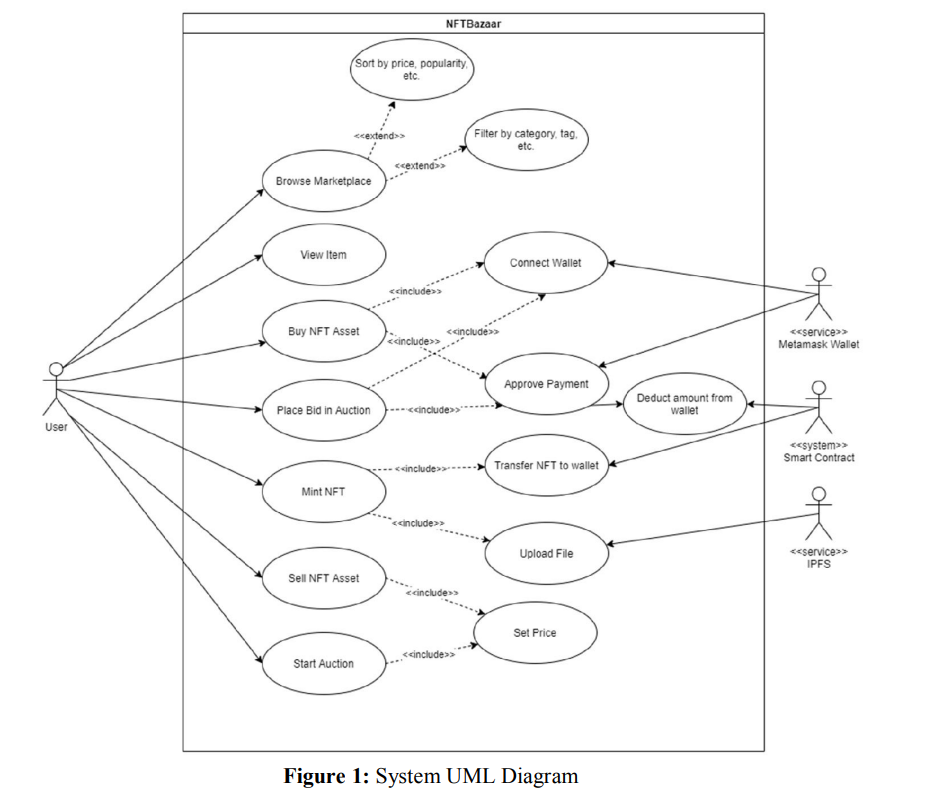 NFTBazaar
Sort by price, popularity,
etc.
<<extend>>
Filter by category, tag,
etc.
<<extend>>
Browse Marketplace
View Item
Connect Wallet
<<include>>
Buy NFT Asset
<<include>>
<<include>>
Metamask Wallet
<<service>>
Approve Payment
Place Bid in Auction
<<include>>
Deduct amount from
wallet
User
<<system>>
Smart Contract
Mint NFT
<<include>>
Transfer NFT to wallet
<<include>>
Upload File
<<service>>
IPFS
Sell NFT Asset
<<include>>
Set Price
Start Auction
<<include>>
Figure 1: System UML Diagram